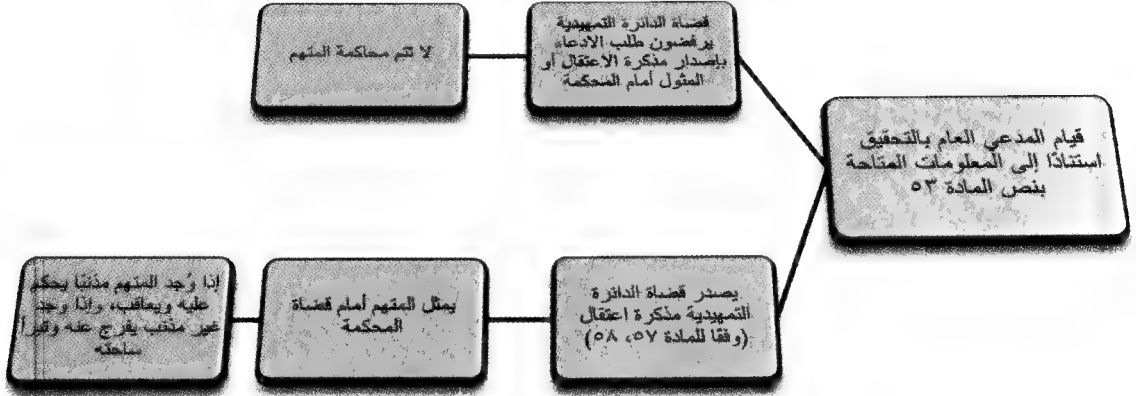 قيام المدعي العام بالتحقيق
استنادًا إلى المعلومات المتاحة
بنص المادة ٥٣
قضاة الدائرة التمهيدية
يرفضون طلب الادعاء
بإصدار مذكرة الاعتقال أو
المثول أمام المحكمة
لا تتم محاكمة المتهم
يصدر قضاة الدائرة
التمهيدية مذكرة اعتقال
(وفقا للمادة ٥٧، ٥٨)
يمثل المتهم أمام قضاة
المحكمة
إذا وُجد المتهم مذنبًا يحكم
عليه ويعاقب، وإذا وجد
غير مذنب يفرج عنه وتبرأ
ساحته